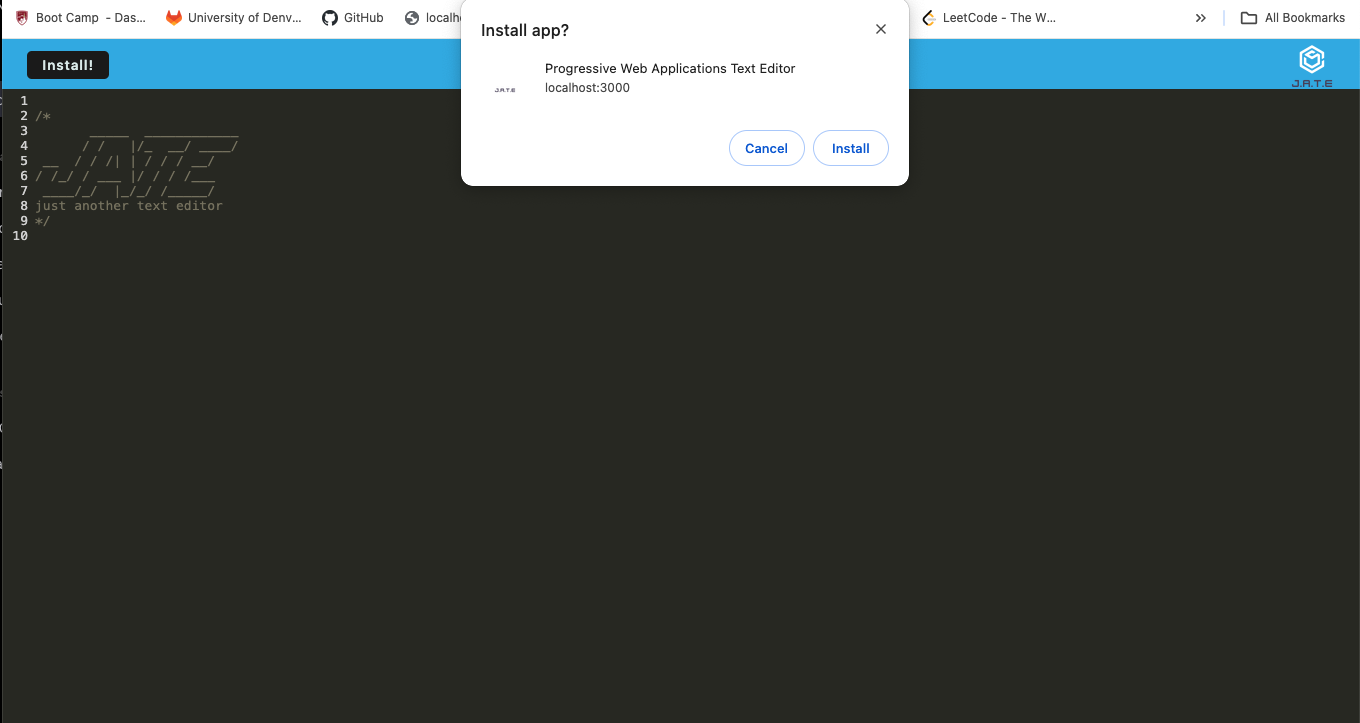 Boot Camp - Das...
University of Denv...
GitHub
localh
LeetCode - The W...
»
All Bookmarks
Install app?
Progressive Web Applications Text Editor
localhost:3000
J.A.T.E
Cancel
Install
Install!
J.A.T.E
1
2 /*
3        _____  ____________
4       / /   |/_  __/ ____/
5  __  / / /| | / / / __/
6 / /_/ / ___ |/ / / /___
7  ____/_/  |_/_/ /_____/
8 just another text editor
9 */
10